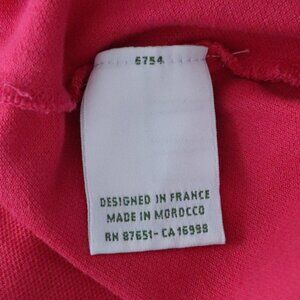 6754
DESIGNED IN FRANCE
MADE IN MOROCCO
RN 87651-CA 16998